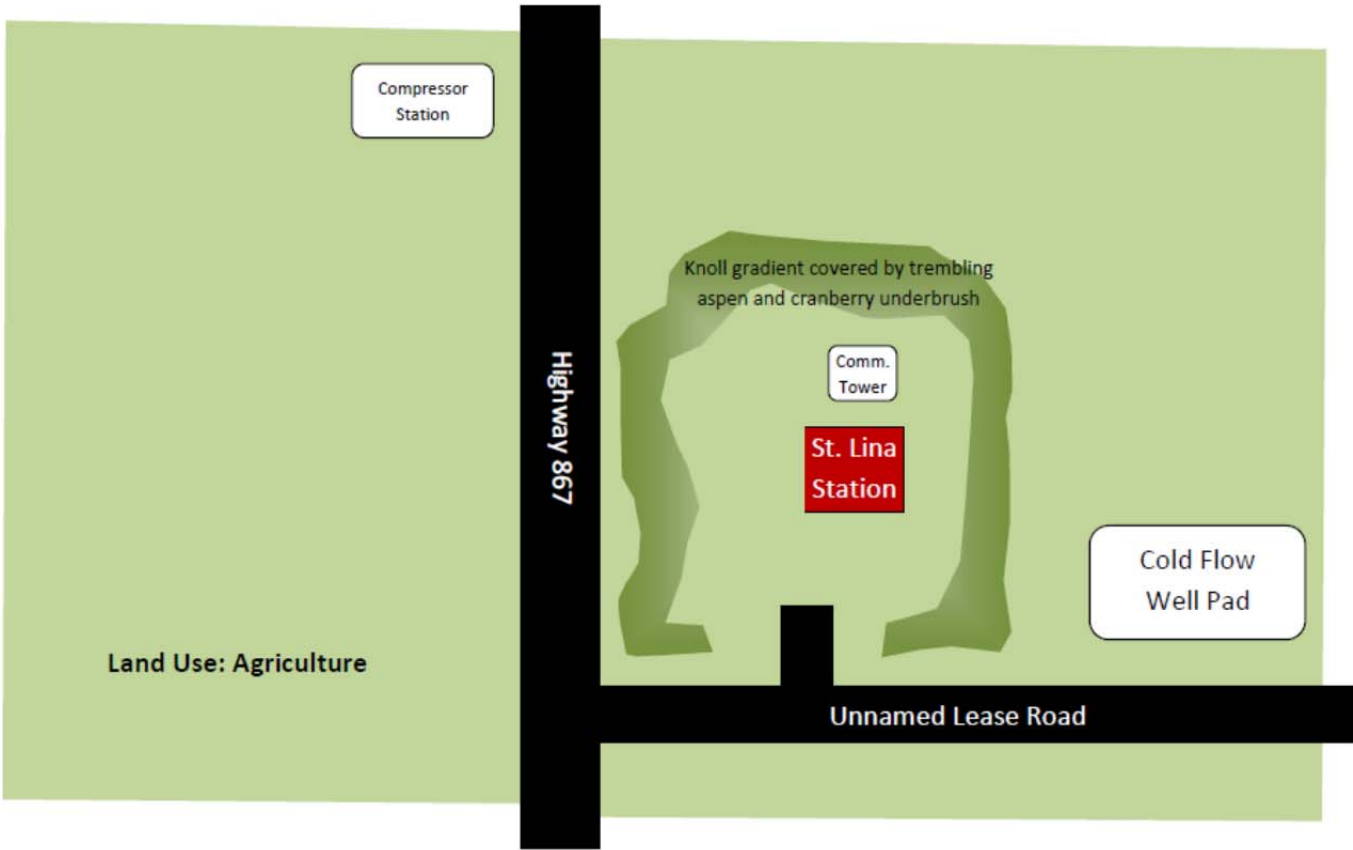 Compressor
Station
Knoll gradient covered by trembling
aspen and cranberry underbrush
Comm.
Tower
Highway 867
St. Lina
Station
Cold Flow
Well Pad
Land Use: Agriculture
Unnamed Lease Road